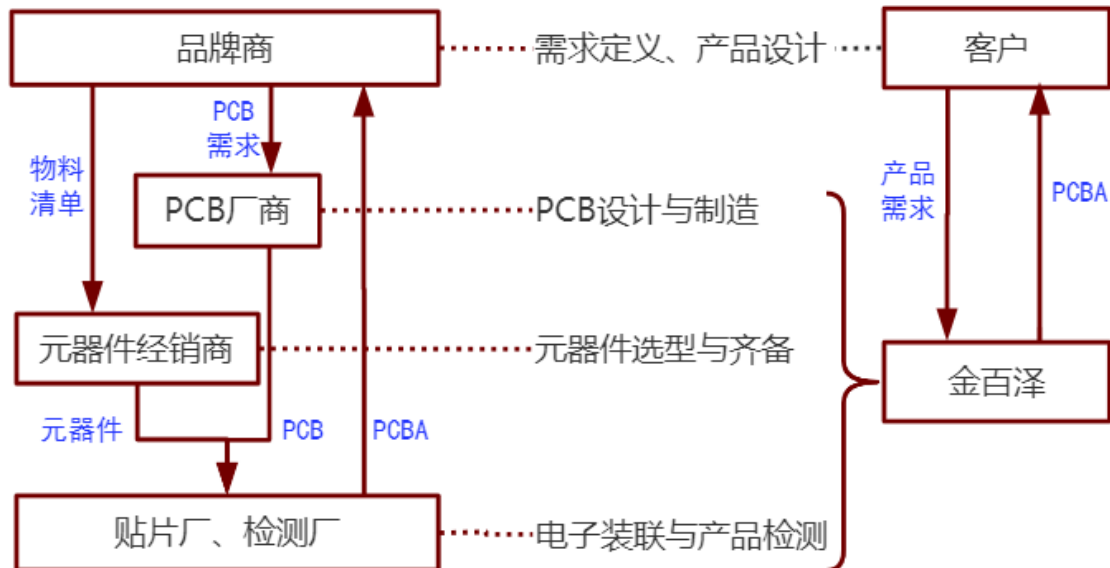 品牌商
需求定义、产品设计
客户
PCB
需求
物料
清单
产品
需求
PCBA
PCB厂商
PCB设计与制造
元器件经销商
元器件选型与齐备
金百泽
元器件
PCB
PCBA
贴片厂、检测厂
电子装联与产品检测